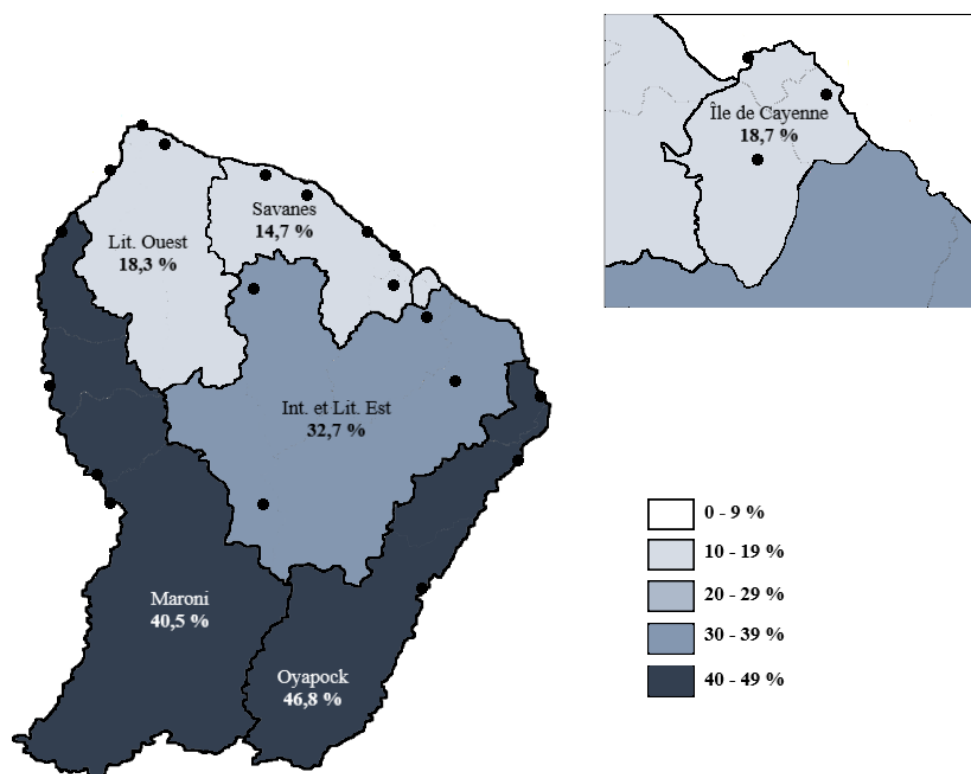 Île de Cayenne
18,7 %
Savanes
14,7 %
Lit. Ouest
18,3 %
Int. et Lit. Est
32,7 %
Maroni
40,5 %
Oyapock
46,8 %
0 - 9 %
10 - 19 %
20 - 29 %
30 - 39 %
40 - 49 %